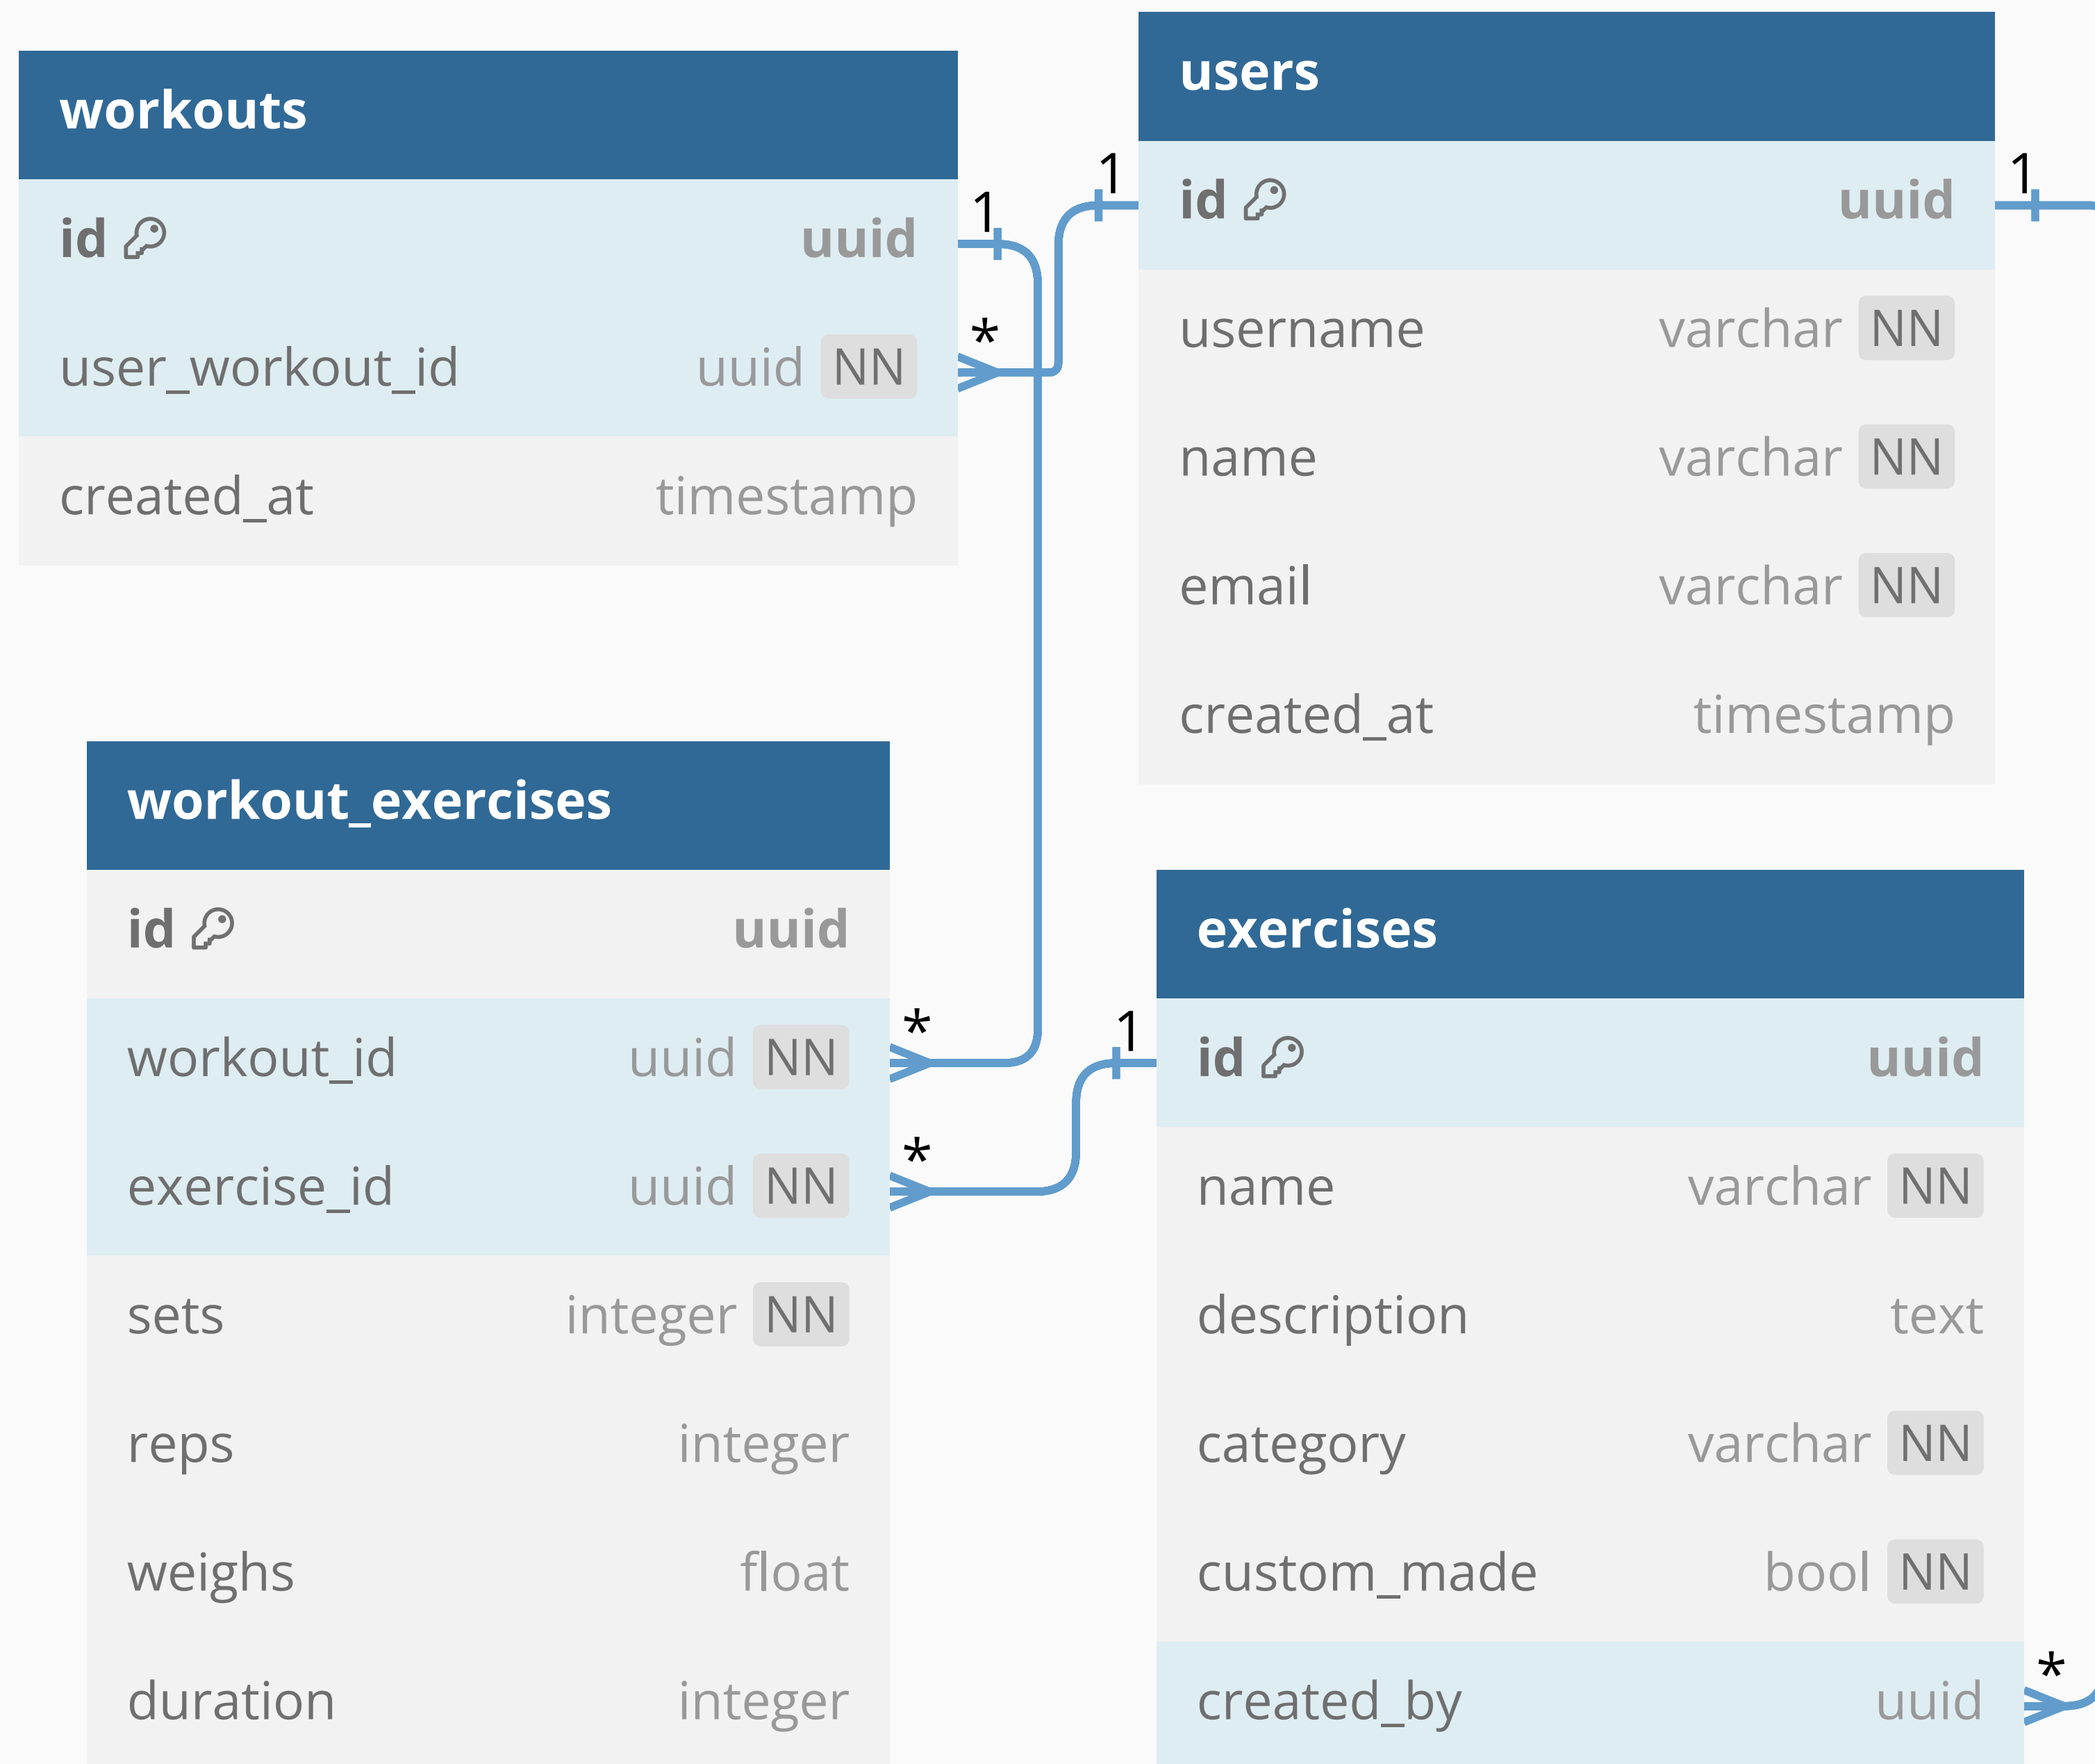 workouts
id uuid
user_workout_id uuid NN
created_at timestamp
1
*
users
1
1
id uuid
username varchar NN
name varchar NN
email varchar NN
created_at timestamp
workout_exercises
id uuid
workout_id uuid NN
*
exercise_id uuid NN
*
sets integer NN
reps integer
weighs float
duration integer
exercises
1
id uuid
name varchar NN
description text
category varchar NN
custom_made bool NN
created_by uuid
*